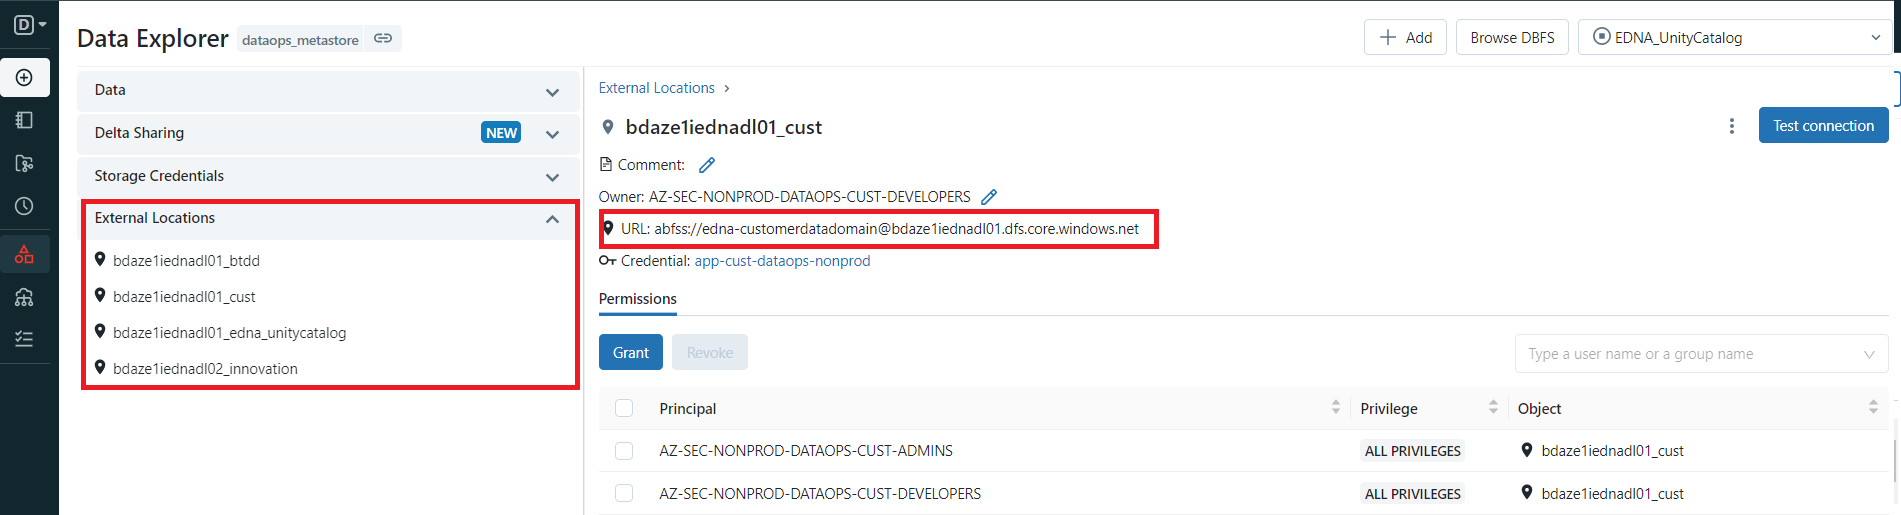 D
Data Explorer dataops_metastore
Add
Browse DBFS
EDNA_UnityCatalog
Data
Delta Sharing NEW
Storage Credentials
External Locations
bdaze1iednadl01_btdd
bdaze1iednadl01_cust
bdaze1iednadl01_edna_unitycatalog
bdaze1iednadl02_innovation
External Locations >
bdaze1iednadl01_cust
Test connection
Comment:
Owner: AZ-SEC-NONPROD-DATAOPS-CUST-DEVELOPERS
URL: abfss://edna-customerdatadomain@bdaze1iednadl01.dfs.core.windows.net
Credential: app-cust-dataops-nonprod
Permissions
Grant Revoke
Type a user name or a group name
Principal Privilege Object
AZ-SEC-NONPROD-DATAOPS-CUST-ADMINS ALL PRIVILEGES bdaze1iednadl01_cust
AZ-SEC-NONPROD-DATAOPS-CUST-DEVELOPERS ALL PRIVILEGES bdaze1iednadl01_cust